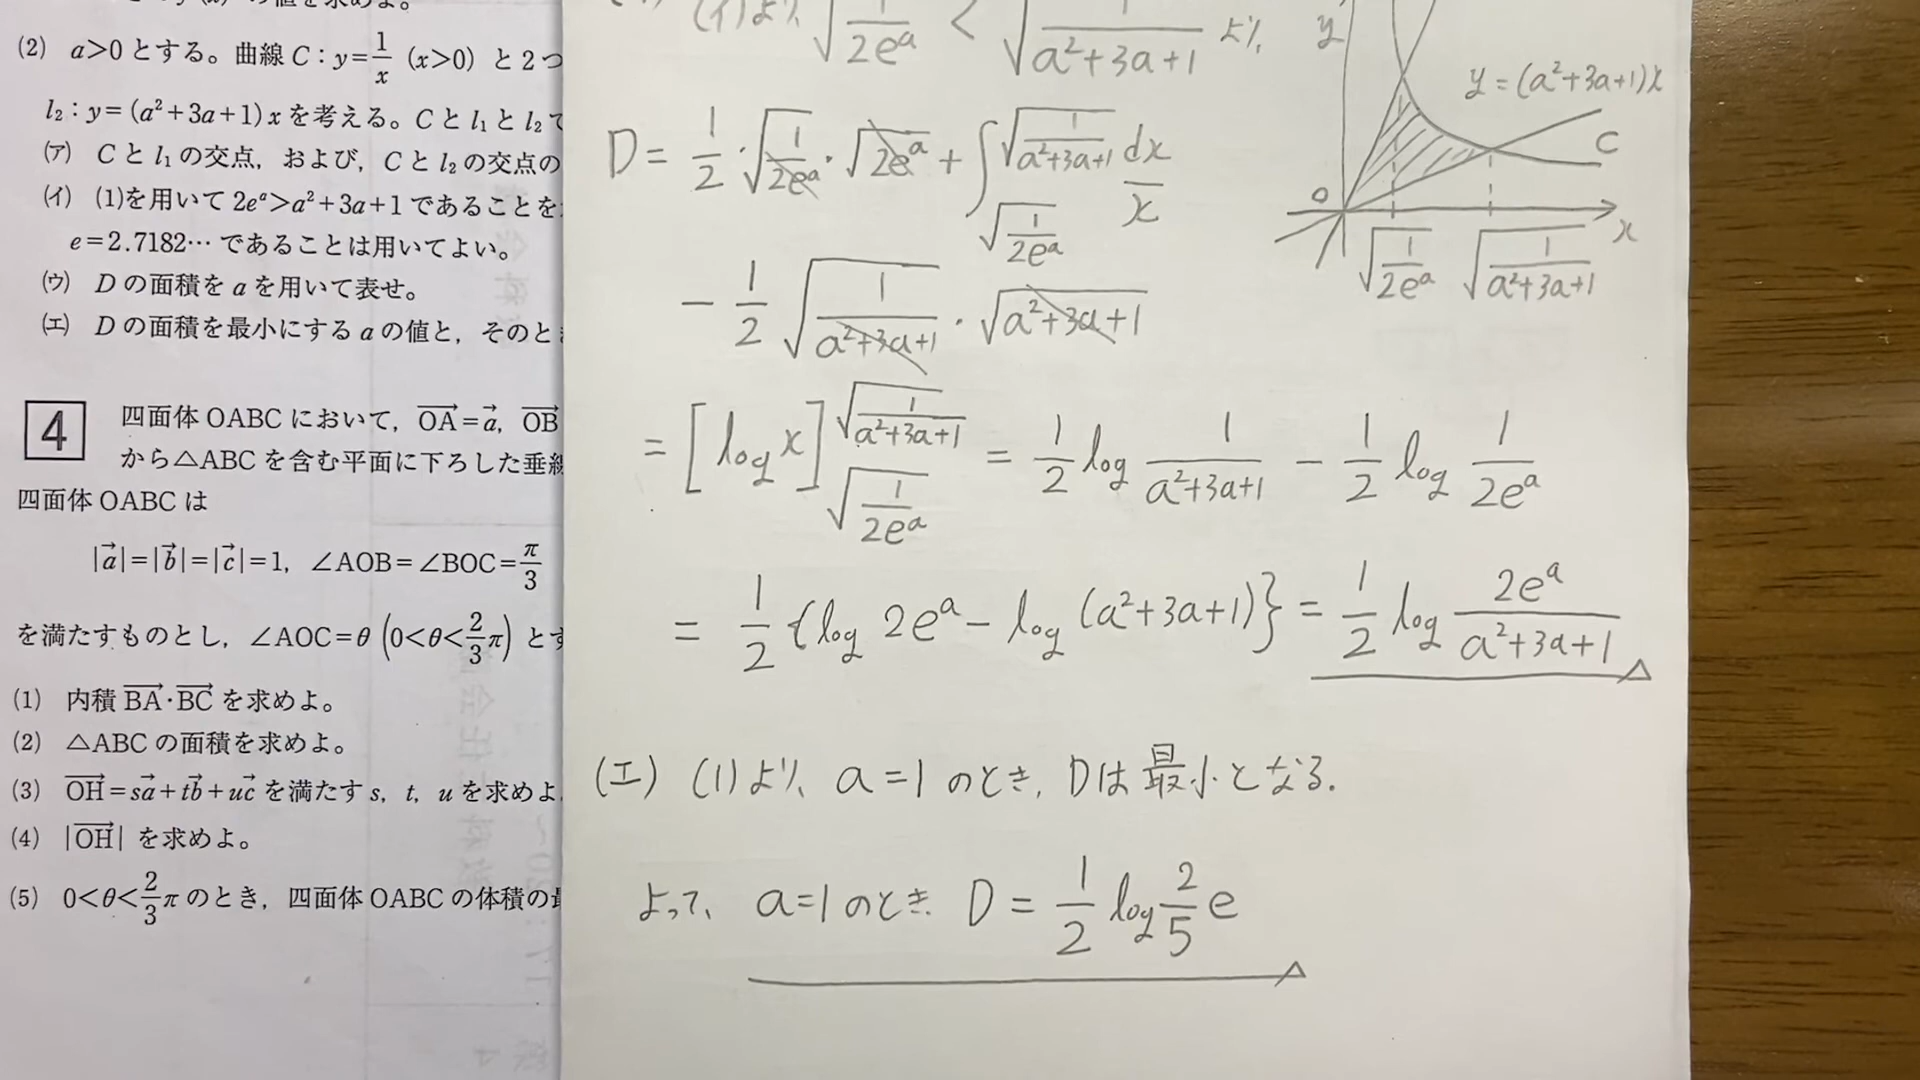 (2) a>0とする。曲線C:y=1/x (x>0) と2つ
l₂:y=(a²+3a+1)xを考える。Cとl₁とl₂で
(ア) Cとl₁の交点, および, Cとl₂の交点の
(イ) (1)を用いて2eᵃ>a²+3a+1であることを
e=2.7182…であることは用いてよい。
(ウ) Dの面積をaを用いて表せ。
(エ) Dの面積を最小にするaの値と, そのとき
4 四面体OABCにおいて, OA→=a→, OB→
から△ABCを含む平面に下ろした垂線
四面体OABCは
|a→|=|b→|=|c→|=1, ∠AOB=∠BOC=π/3
を満たすものとし, ∠AOC=θ (0<θ<2/3π) とす
(1) 内積BA→・BC→を求めよ。
(2) △ABCの面積を求めよ。
(3) OH→=sa→+tb→+uc→を満たすs, t, uを求めよ
(4) |OH→| を求めよ。
(5) 0<θ<2/3πのとき, 四面体OABCの体積の最
(イ)より, √(1/2eᵃ) < √(1/a²+3a+1) より,
D = 1/2・√(1/2eᵃ)・√(2eᵃ) + ∫_{√(1/2eᵃ)}^{√(1/a²+3a+1)} dx/x
− 1/2 √(1/a²+3a+1)・√(a²+3a+1)
= [log x]_{√(1/2eᵃ)}^{√(1/a²+3a+1)} = 1/2 log 1/a²+3a+1 − 1/2 log 1/2eᵃ
= 1/2 {log 2eᵃ − log (a²+3a+1)} = 1/2 log 2eᵃ/a²+3a+1
(エ) (1)より, a=1のとき, Dは最小となる.
よって, a=1のとき D = 1/2 log 2/5 e
y
y=(a²+3a+1)x
C
O
x
√(1/2eᵃ) √(1/a²+3a+1)